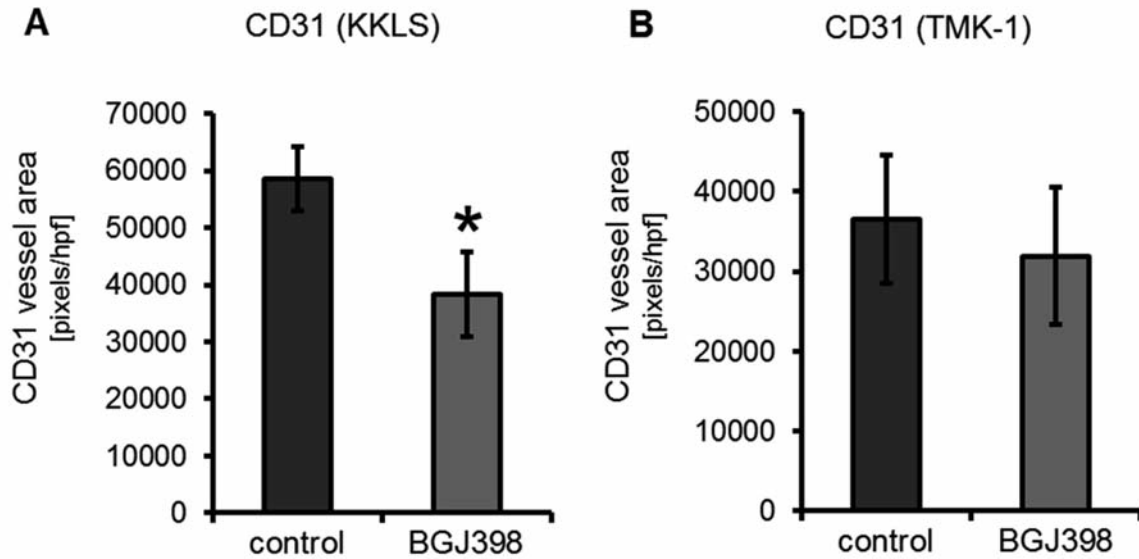 A
CD31 (KKLS)
CD31 vessel area
[pixels/hpf]
70000
60000
50000
40000
30000
20000
10000
0
*
control
BGJ398
B
CD31 (TMK-1)
CD31 vessel area
[pixels/hpf]
50000
40000
30000
20000
10000
0
control
BGJ398